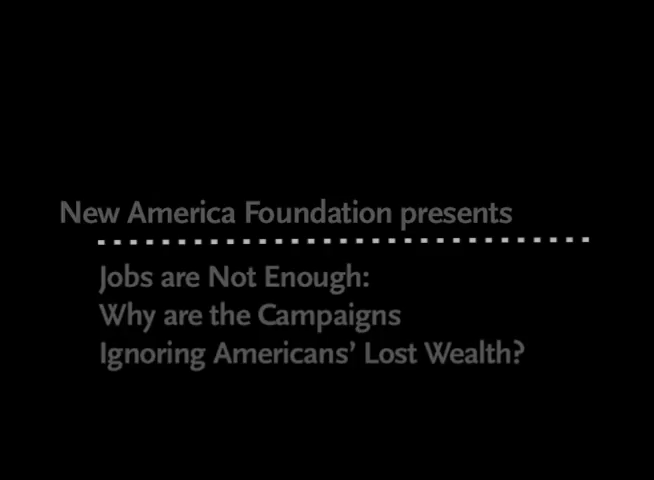 New America Foundation presents
Jobs are Not Enough:
Why are the Campaigns
Ignoring Americans’ Lost Wealth?